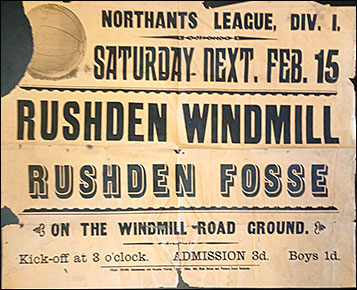 NORTHANTS LEAGUE, DIV. I.
SATURDAY NEXT. FEB. 15
RUSHDEN WINDMILL
RUSHDEN FOSSE
ON THE WINDMILL ROAD GROUND.
Kick-off at 3 o'clock. ADMISSION 3d. Boys 1d.